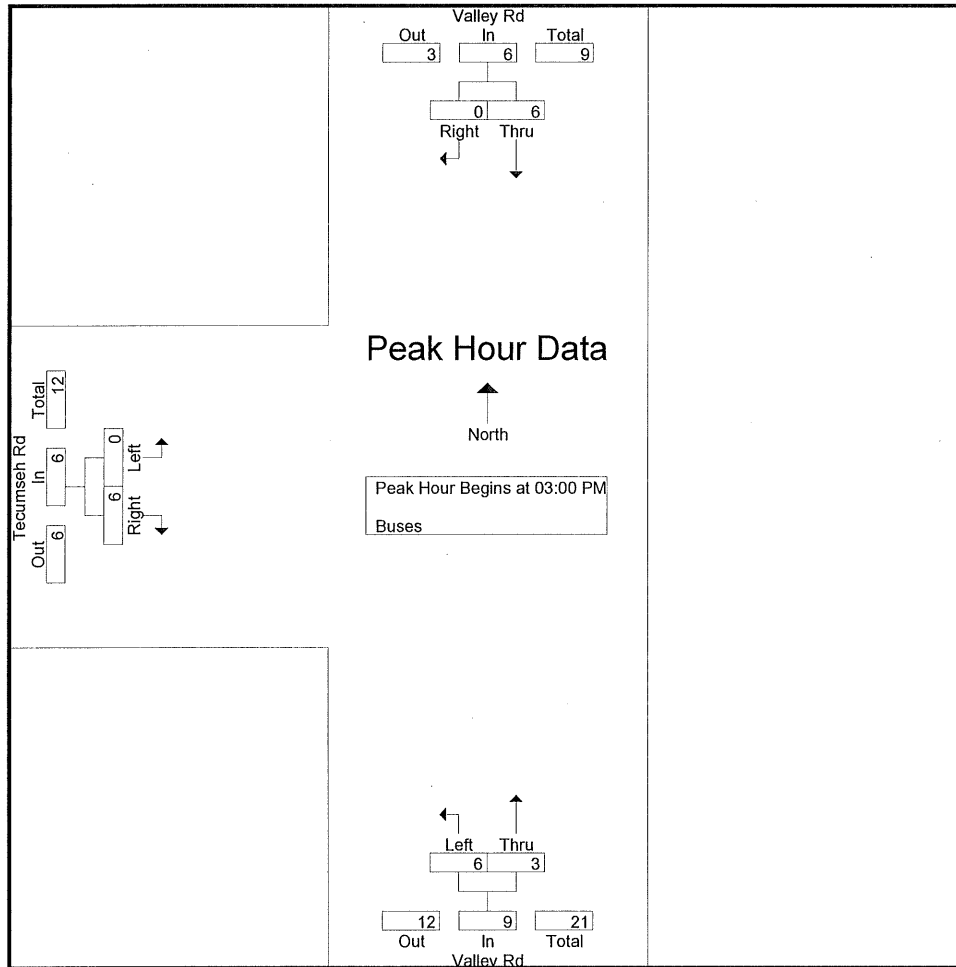 Valley Rd
Out In Total
3 6 9
0 6
Right Thru
Peak Hour Data
North
Peak Hour Begins at 03:00 PM
Buses
Tecumseh Rd
Out In Total
6 6 12
Right Left
6 0
Left Thru
6 3
12 9 21
Out In Total
Valley Rd